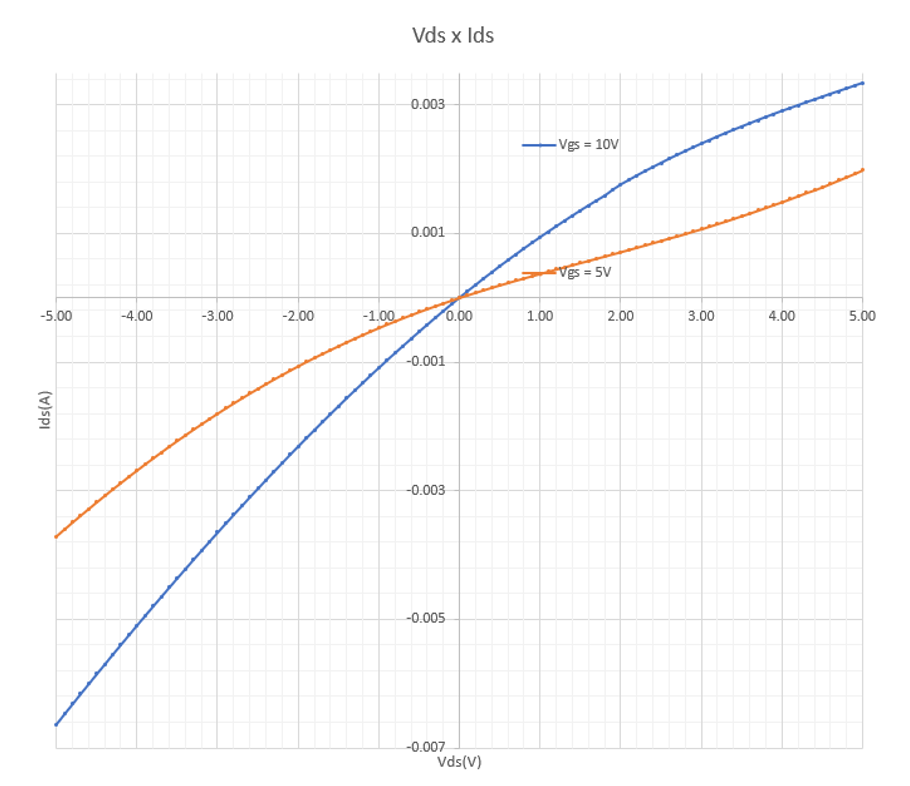 Vds x Ids
0.003
Vgs = 10V
0.001
Vgs = 5V
-5.00 -4.00 -3.00 -2.00 -1.00 0.00 1.00 2.00 3.00 4.00 5.00
-0.001
Ids(A)
-0.003
-0.005
-0.007
Vds(V)